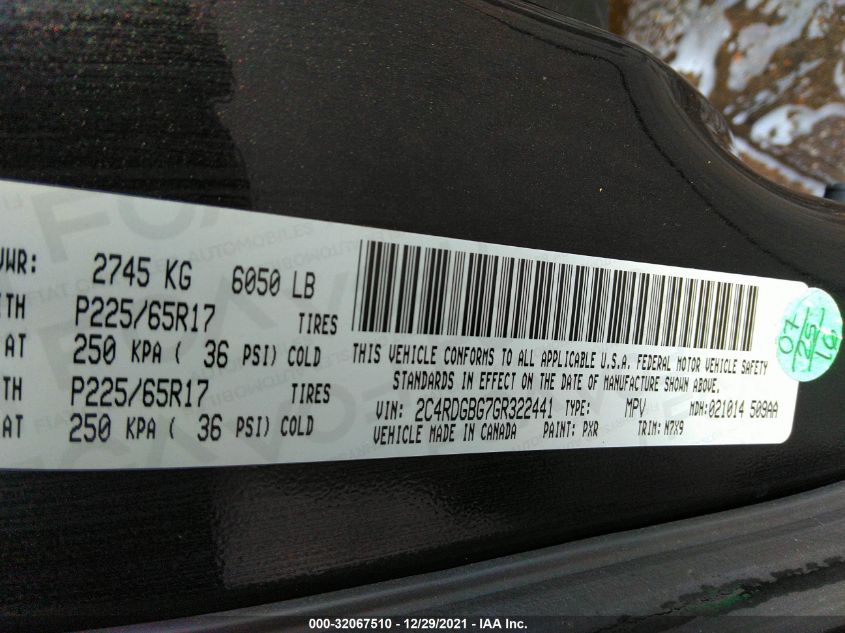 VWR: 2745 KG 6050 LB
ITH P225/65R17 TIRES
AT 250 KPA ( 36 PSI) COLD
TH P225/65R17 TIRES
AT 250 KPA ( 36 PSI) COLD
THIS VEHICLE CONFORMS TO ALL APPLICABLE U.S.A. FEDERAL MOTOR VEHICLE SAFETY
STANDARDS IN EFFECT ON THE DATE OF MANUFACTURE SHOWN ABOVE.
VIN: 2C4RDGBG7GR322441 TYPE: MPV MDH:021014 509AA
VEHICLE MADE IN CANADA PAINT: PXR TRIM: M7X9
07
25
000-32067510 - 12/29/2021 - IAA Inc.